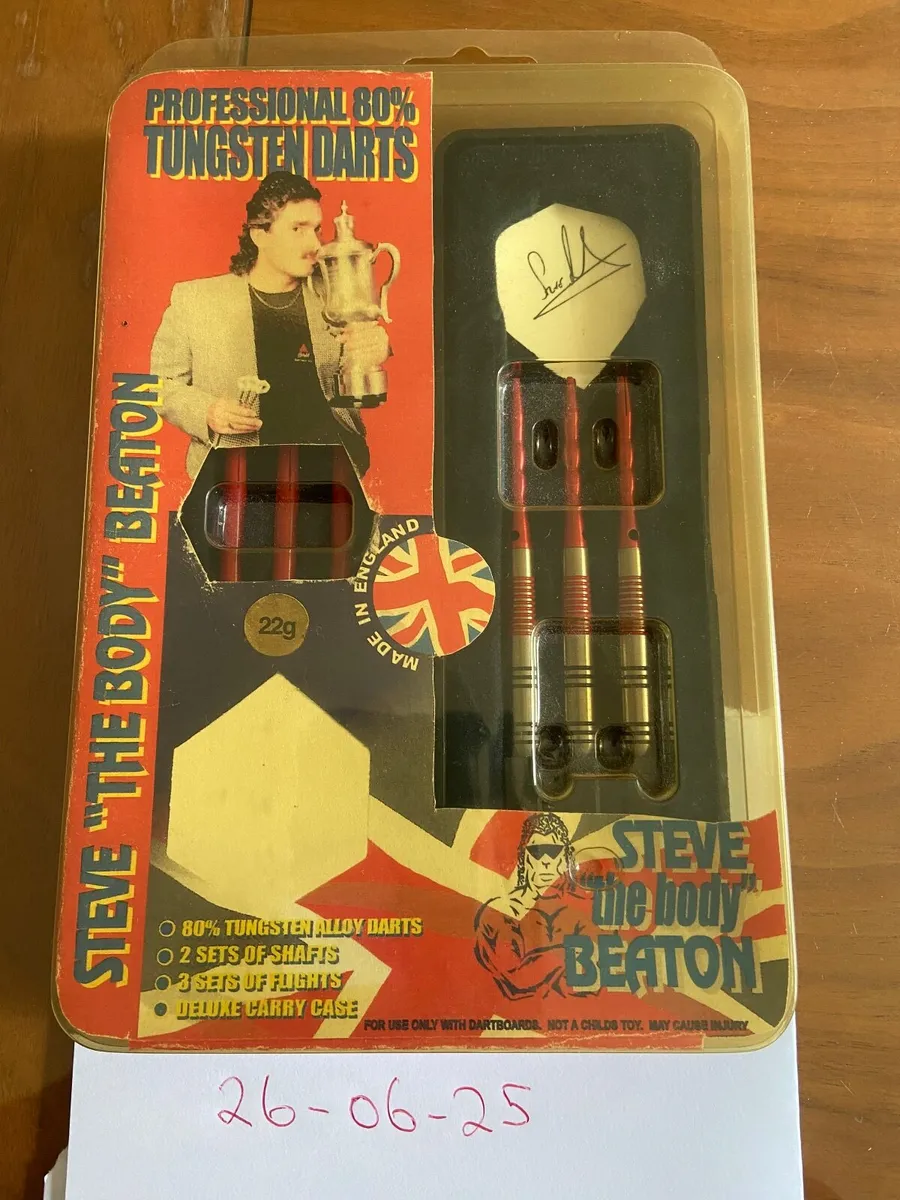 PROFESSIONAL 80%
TUNGSTEN DARTS
STEVE "THE BODY" BEATON
MADE IN ENGLAND
22g
80% TUNGSTEN ALLOY DARTS
2 SETS OF SHAFTS
3 SETS OF FLIGHTS
DELUXE CARRY CASE
STEVE
"the body"
BEATON
FOR USE ONLY WITH DARTBOARDS. NOT A CHILDS TOY. MAY CAUSE INJURY
26-06-25